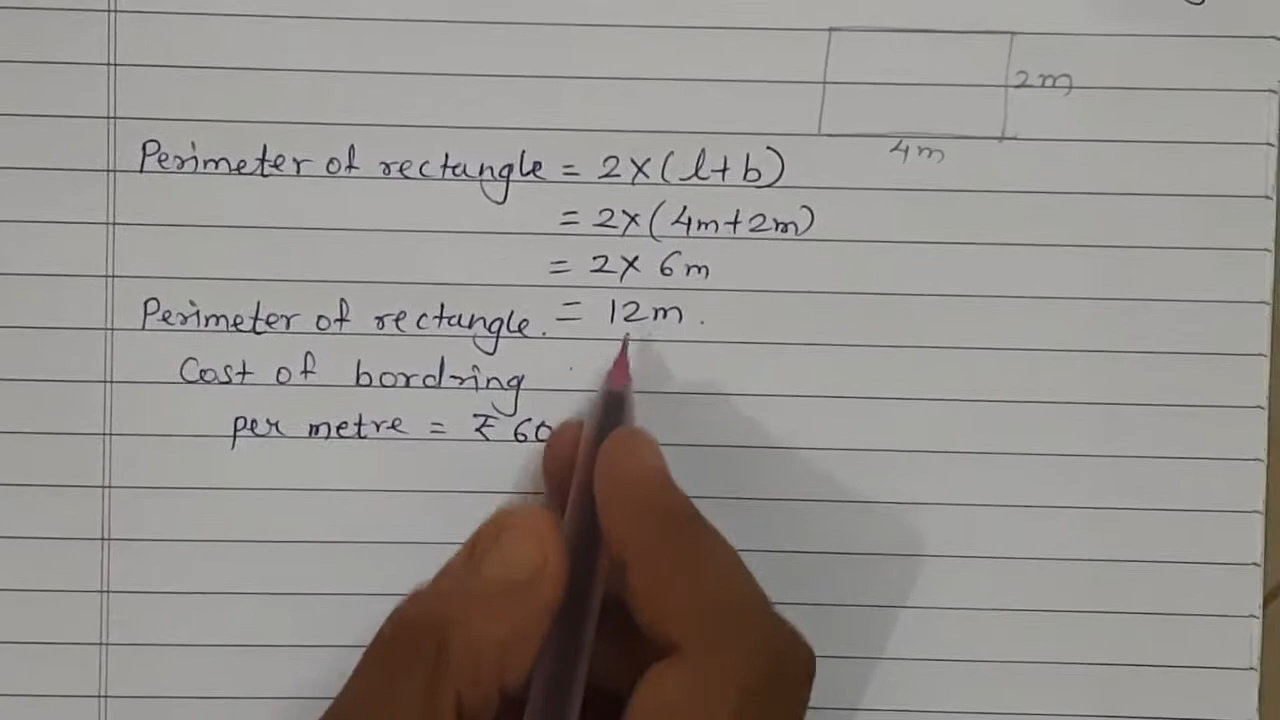 2m
4m
Perimeter of rectangle = 2×(l+b)
= 2×(4m+2m)
= 2× 6m
Perimeter of rectangle. = 12m.
Cost of bordring
per metre = ₹ 60